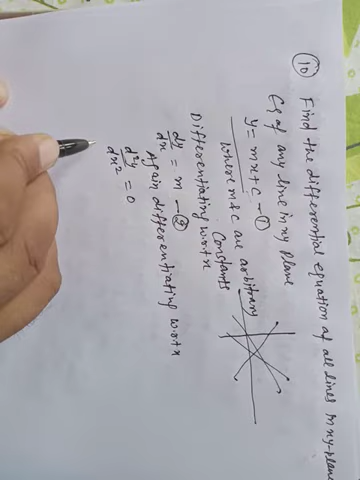 (10) Find the differential equation of all lines in xy-plane
Eq of any line in xy plane
y = mx + c — (1)
where m & c are arbitrary
constants
Differentiating w.r.t x
dy/dx = m — (2)
Again differentiating w.r.t x
d²y/dx² = 0